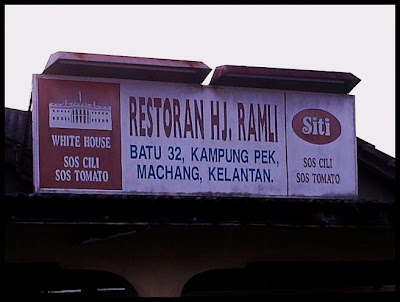 WHITE HOUSE
SOS CILI
SOS TOMATO
RESTORAN HJ. RAMLI
BATU 32, KAMPUNG PEK,
MACHANG, KELANTAN.
Siti
SOS CILI
SOS TOMATO